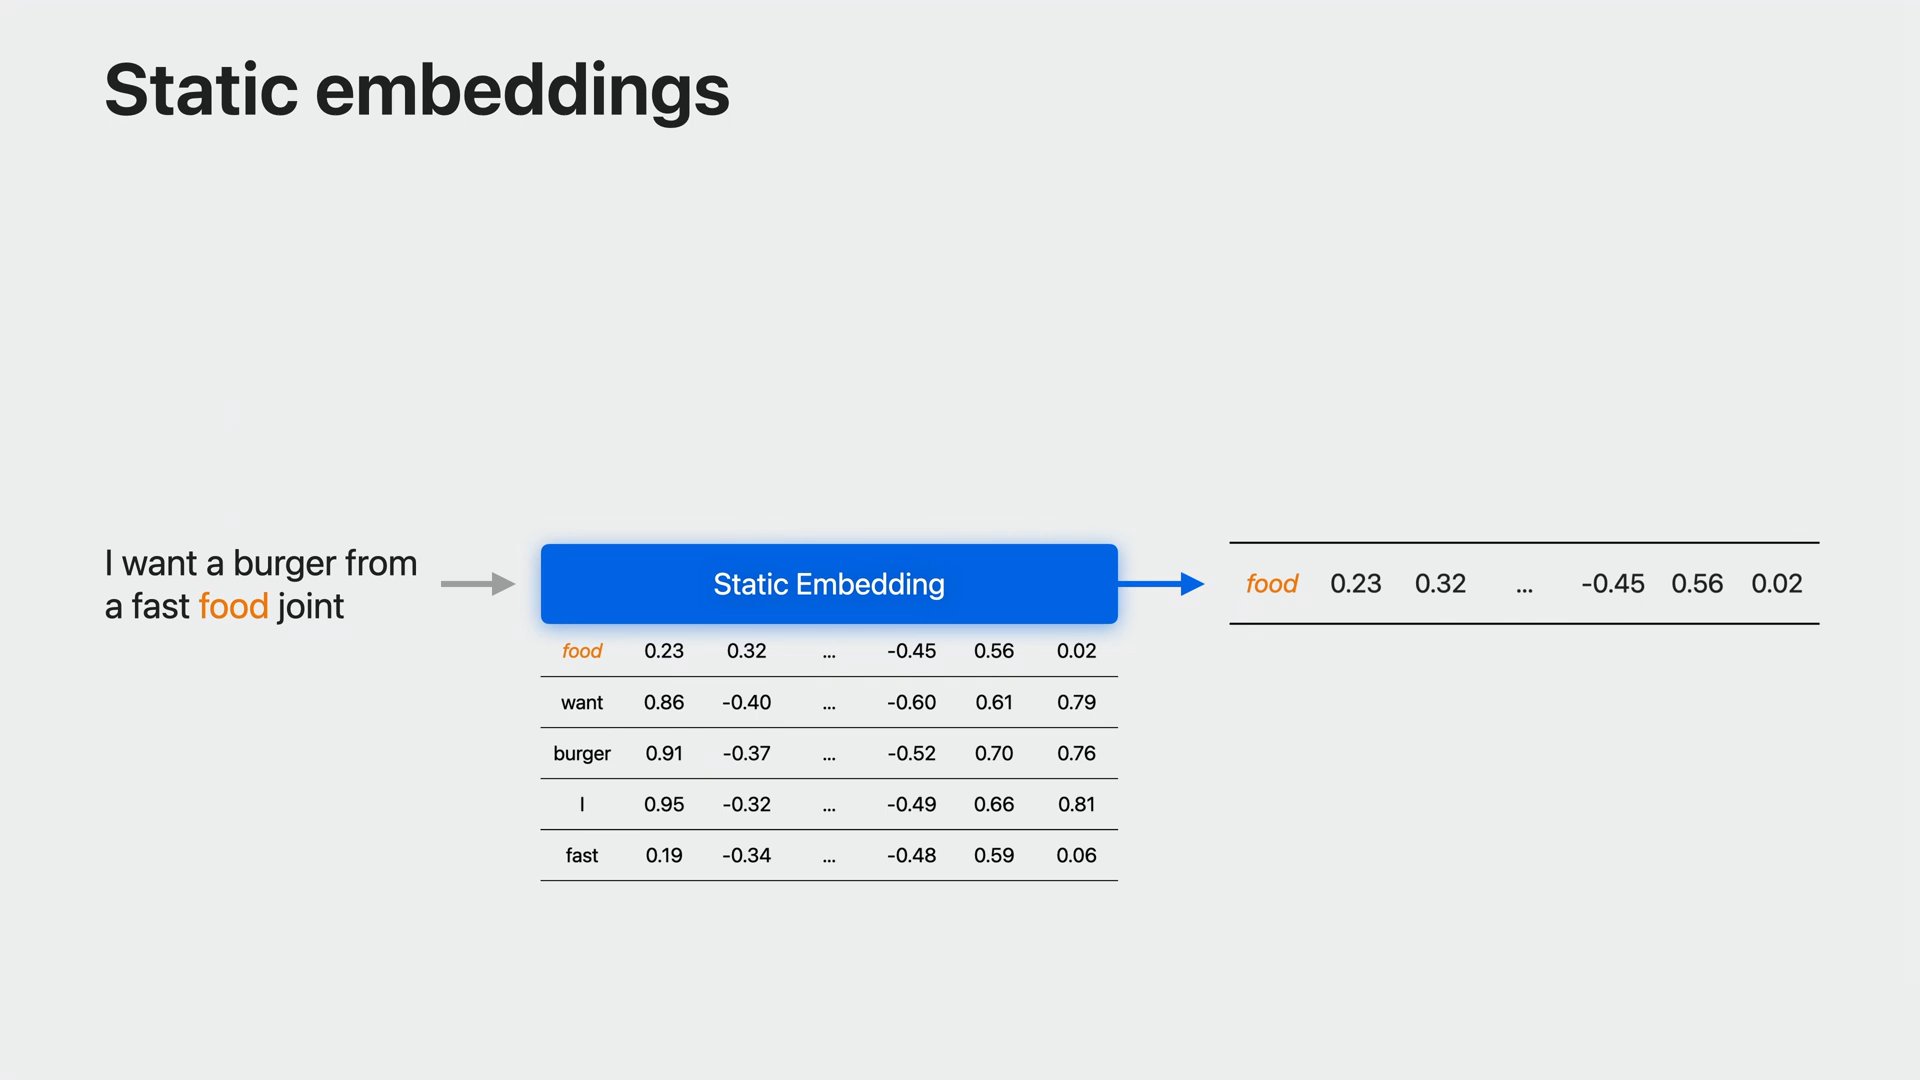 Static embeddings
I want a burger from
a fast food joint
Static Embedding
food 0.23 0.32 ... -0.45 0.56 0.02
want 0.86 -0.40 ... -0.60 0.61 0.79
burger 0.91 -0.37 ... -0.52 0.70 0.76
I 0.95 -0.32 ... -0.49 0.66 0.81
fast 0.19 -0.34 ... -0.48 0.59 0.06
food 0.23 0.32 ... -0.45 0.56 0.02